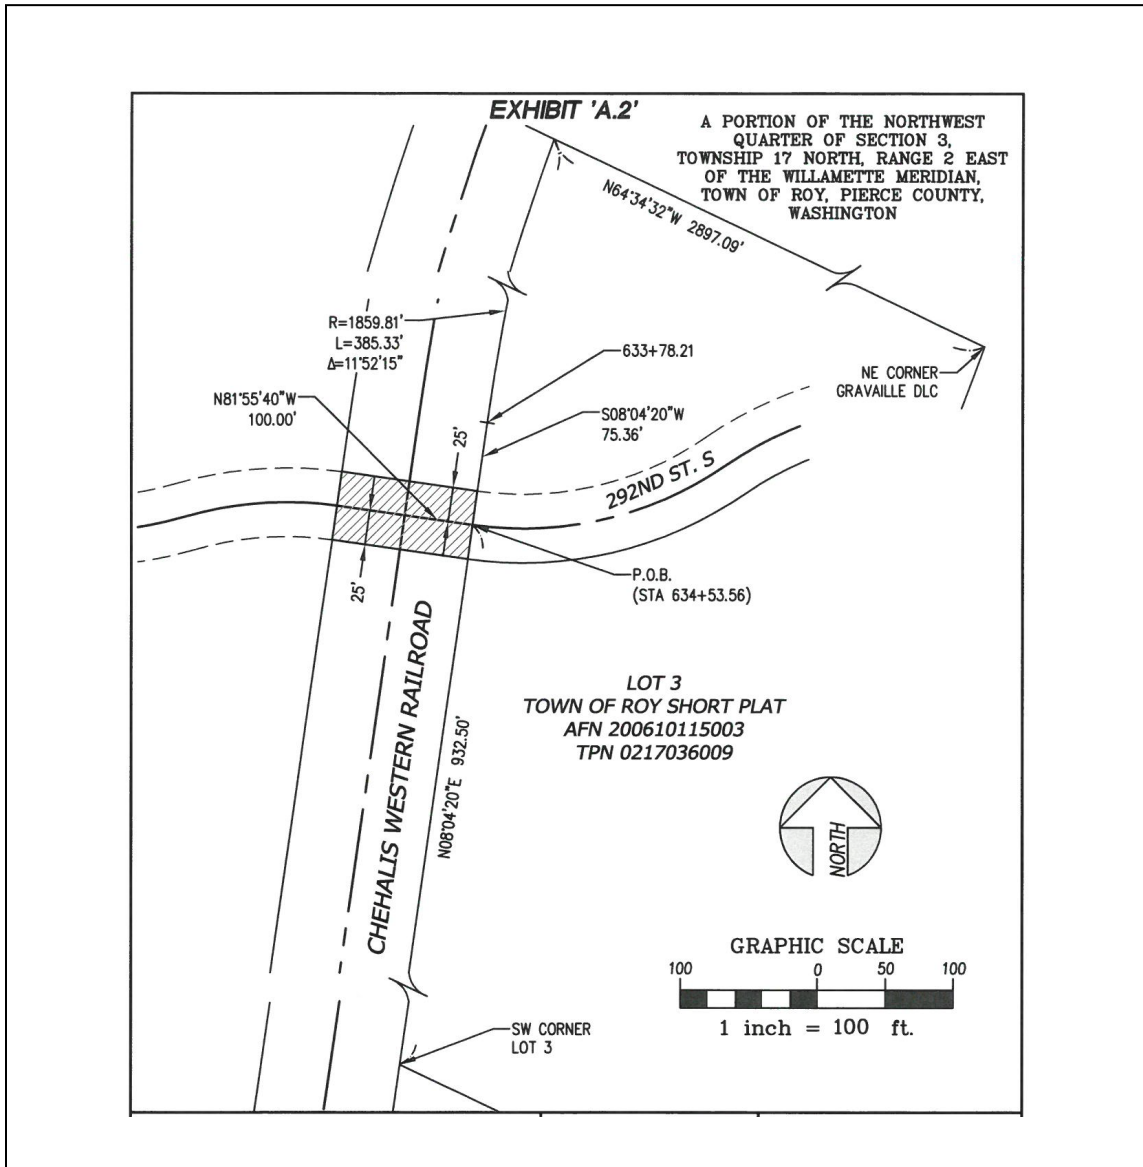 EXHIBIT 'A.2'
A PORTION OF THE NORTHWEST
QUARTER OF SECTION 3,
TOWNSHIP 17 NORTH, RANGE 2 EAST
OF THE WILLAMETTE MERIDIAN,
TOWN OF ROY, PIERCE COUNTY,
WASHINGTON
N64°34'32"W 2897.09'
R=1859.81'
L=385.33'
Δ=11°52'15"
633+78.21
NE CORNER
GRAVAILLE DLC
N81°55'40"W
100.00'
S08°04'20"W
75.36'
25'
292ND ST. S
25'
P.O.B.
(STA 634+53.56)
CHEHALIS WESTERN RAILROAD
N08°04'20"E 932.50'
LOT 3
TOWN OF ROY SHORT PLAT
AFN 200610115003
TPN 0217036009
NORTH
GRAPHIC SCALE
100 0 50 100
1 inch = 100 ft.
SW CORNER
LOT 3